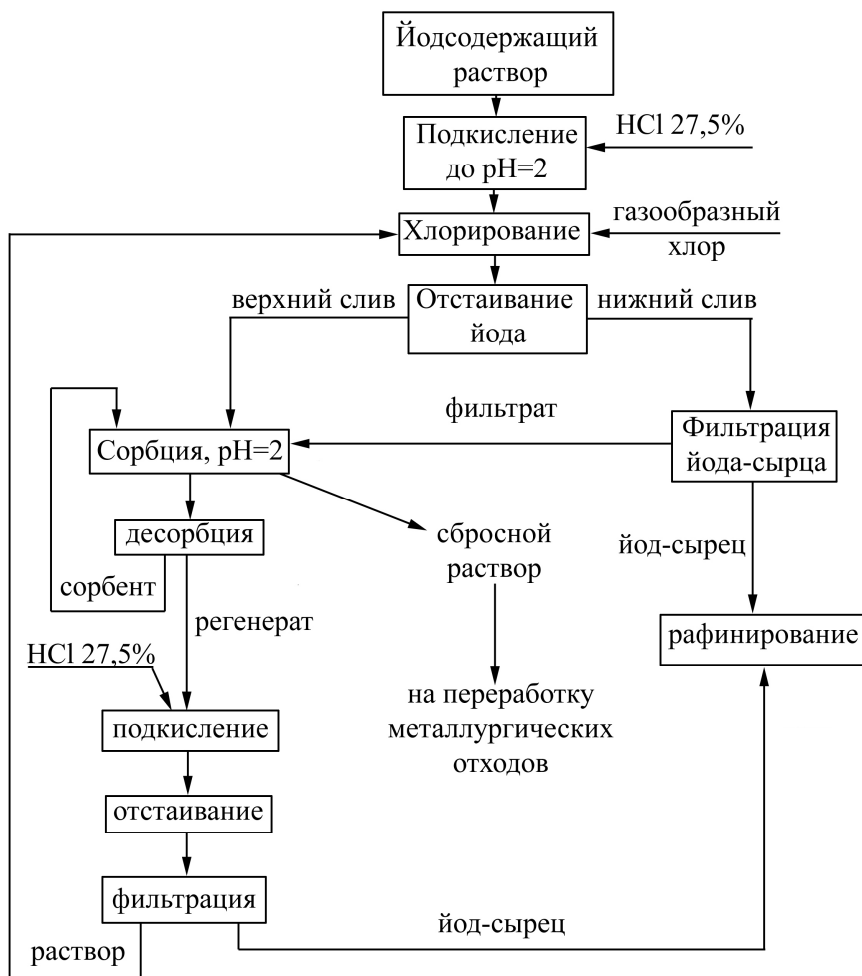 Йодсодержащий
раствор
Подкисление
до pH=2
HCl 27,5%
Хлорирование
газообразный
хлор
верхний слив
Отстаивание
йода
нижний слив
фильтрат
Сорбция, pH=2
Фильтрация
йода-сырца
десорбция
сбросной
раствор
йод-сырец
сорбент
регенерат
рафинирование
HCl 27,5%
на переработку
металлургических
отходов
подкисление
отстаивание
фильтрация
йод-сырец
раствор